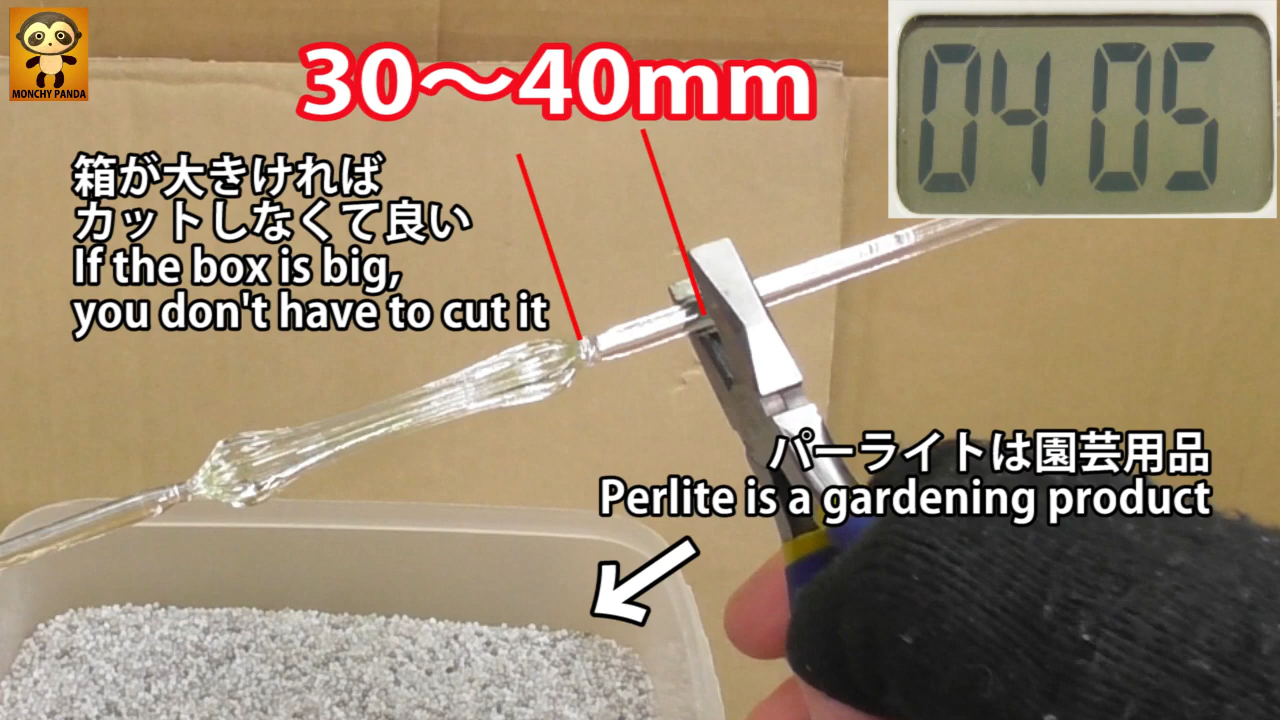 MONCHY PANDA
30～40mm
04 05
箱が大きければ
カットしなくて良い
If the box is big,
you don't have to cut it
パーライトは園芸用品
Perlite is a gardening product